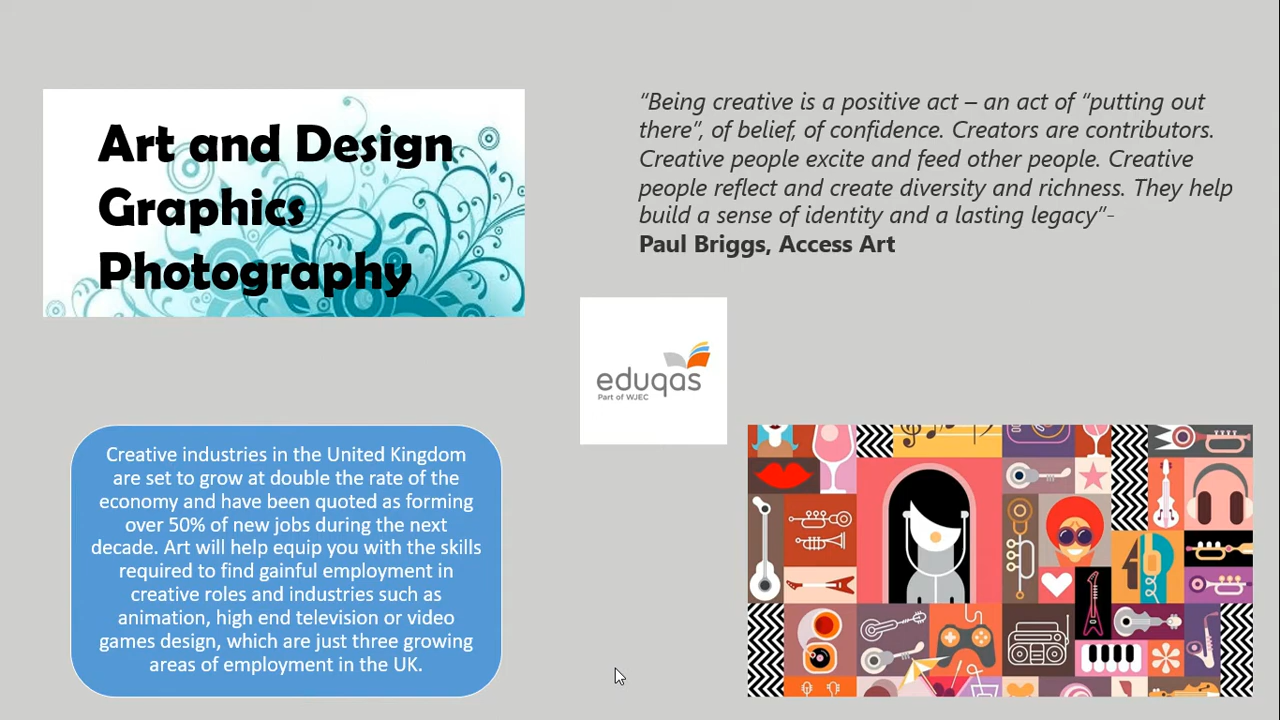 Art and Design
Graphics
Photography
“Being creative is a positive act – an act of “putting out
there”, of belief, of confidence. Creators are contributors.
Creative people excite and feed other people. Creative
people reflect and create diversity and richness. They help
build a sense of identity and a lasting legacy”-
Paul Briggs, Access Art
eduqas
Part of WJEC
Creative industries in the United Kingdom
are set to grow at double the rate of the
economy and have been quoted as forming
over 50% of new jobs during the next
decade. Art will help equip you with the skills
required to find gainful employment in
creative roles and industries such as
animation, high end television or video
games design, which are just three growing
areas of employment in the UK.